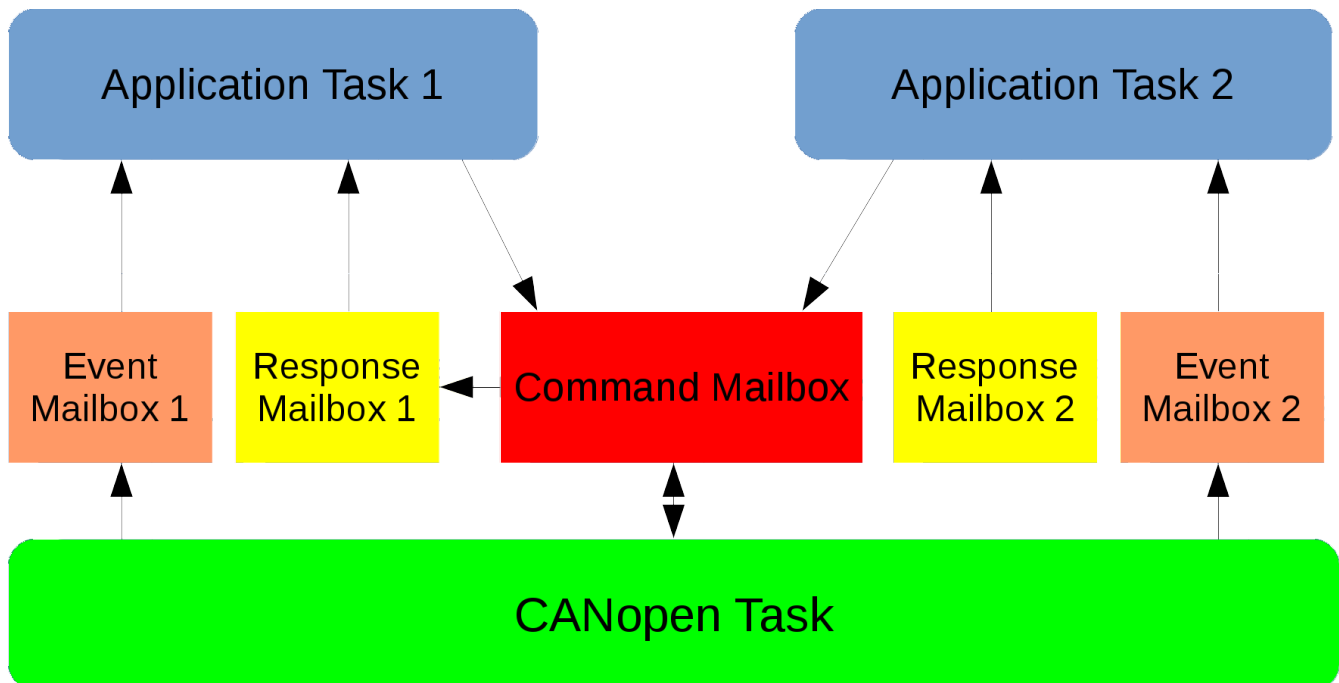 Application Task 1
Application Task 2
Event
Mailbox 1
Response
Mailbox 1
Command Mailbox
Response
Mailbox 2
Event
Mailbox 2
CANopen Task